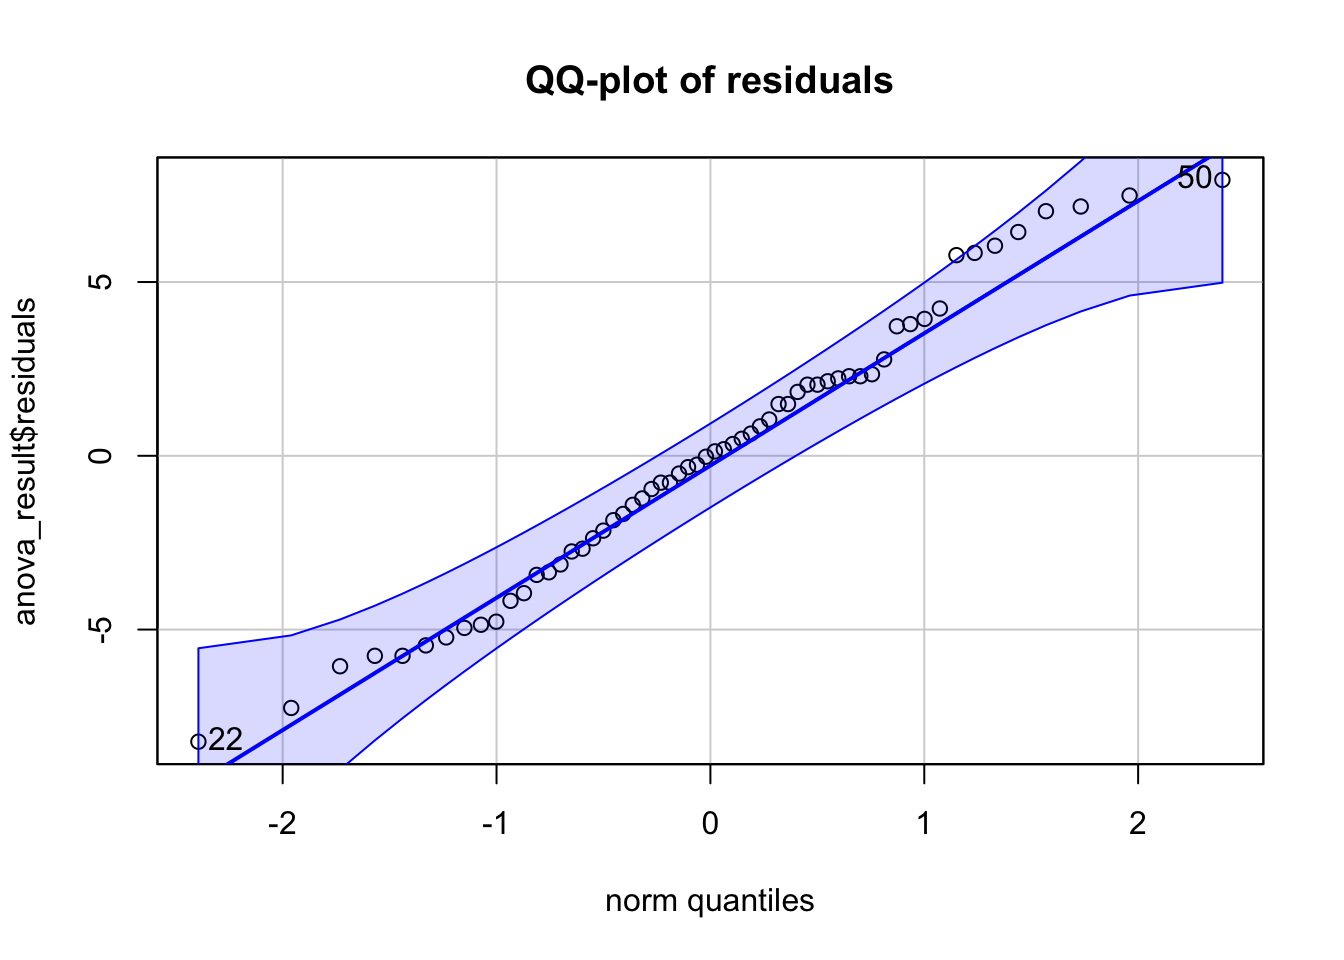 QQ-plot of residuals
anova_result$residuals
5
0
-5
50
22
-2 -1 0 1 2
norm quantiles